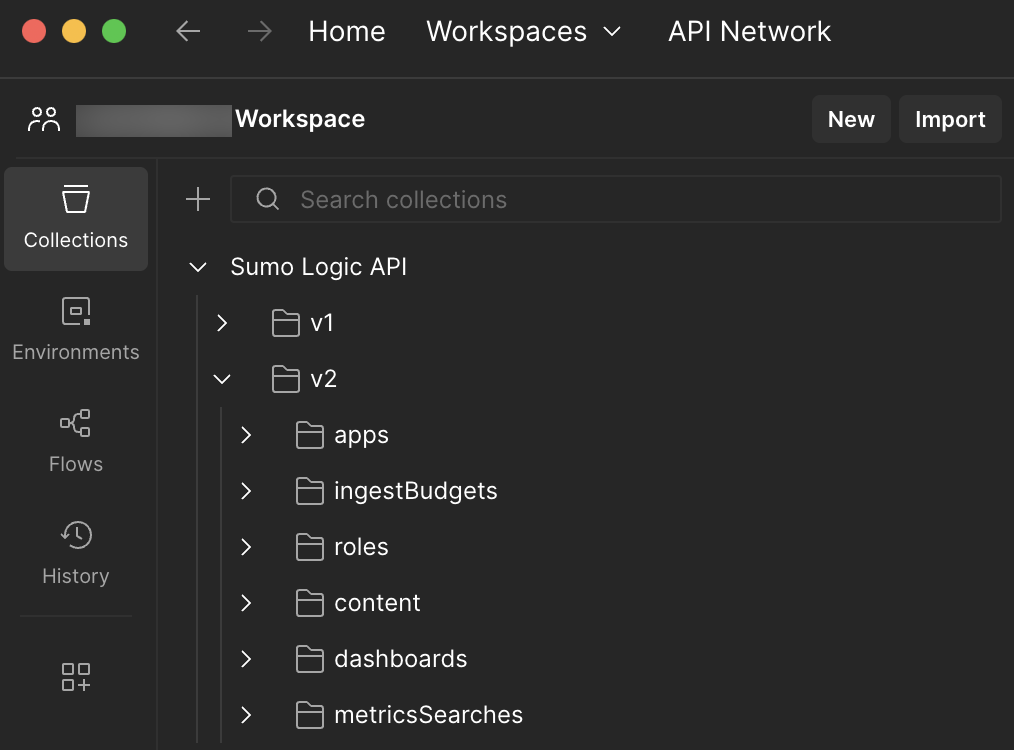 Home Workspaces API Network
Workspace New Import
Collections
Search collections
Sumo Logic API
v1
Environments
v2
apps
Flows
ingestBudgets
roles
History
content
dashboards
metricsSearches